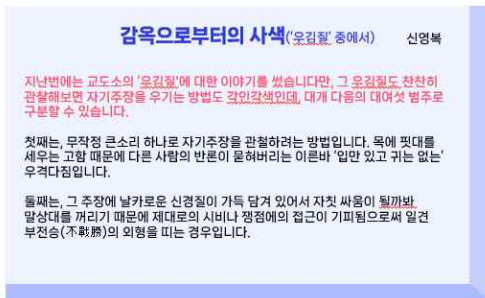 감옥으로부터의 사색('우김질' 중에서) 신영복
지난번에는 교도소의 '우김질'에 대한 이야기를 썼습니다만, 그 우김질도 찬찬히
관찰해보면 자기주장을 우기는 방법도 각인각색인데, 대개 다음의 대여섯 범주로
구분할 수 있습니다.
첫째는, 무작정 큰소리 하나로 자기주장을 관철하려는 방법입니다. 목에 핏대를
세우는 고함 때문에 다른 사람의 반론이 묻혀버리는 이른바 '입만 있고 귀는 없는'
우격다짐입니다.
둘째는, 그 주장에 날카로운 신경질이 가득 담겨 있어서 자칫 싸움이 될까봐
말상대를 꺼리기 때문에 제대로의 시비나 쟁점에의 접근이 기피됨으로써 일견
부전승(不戰勝)의 외형을 띠는 경우입니다.